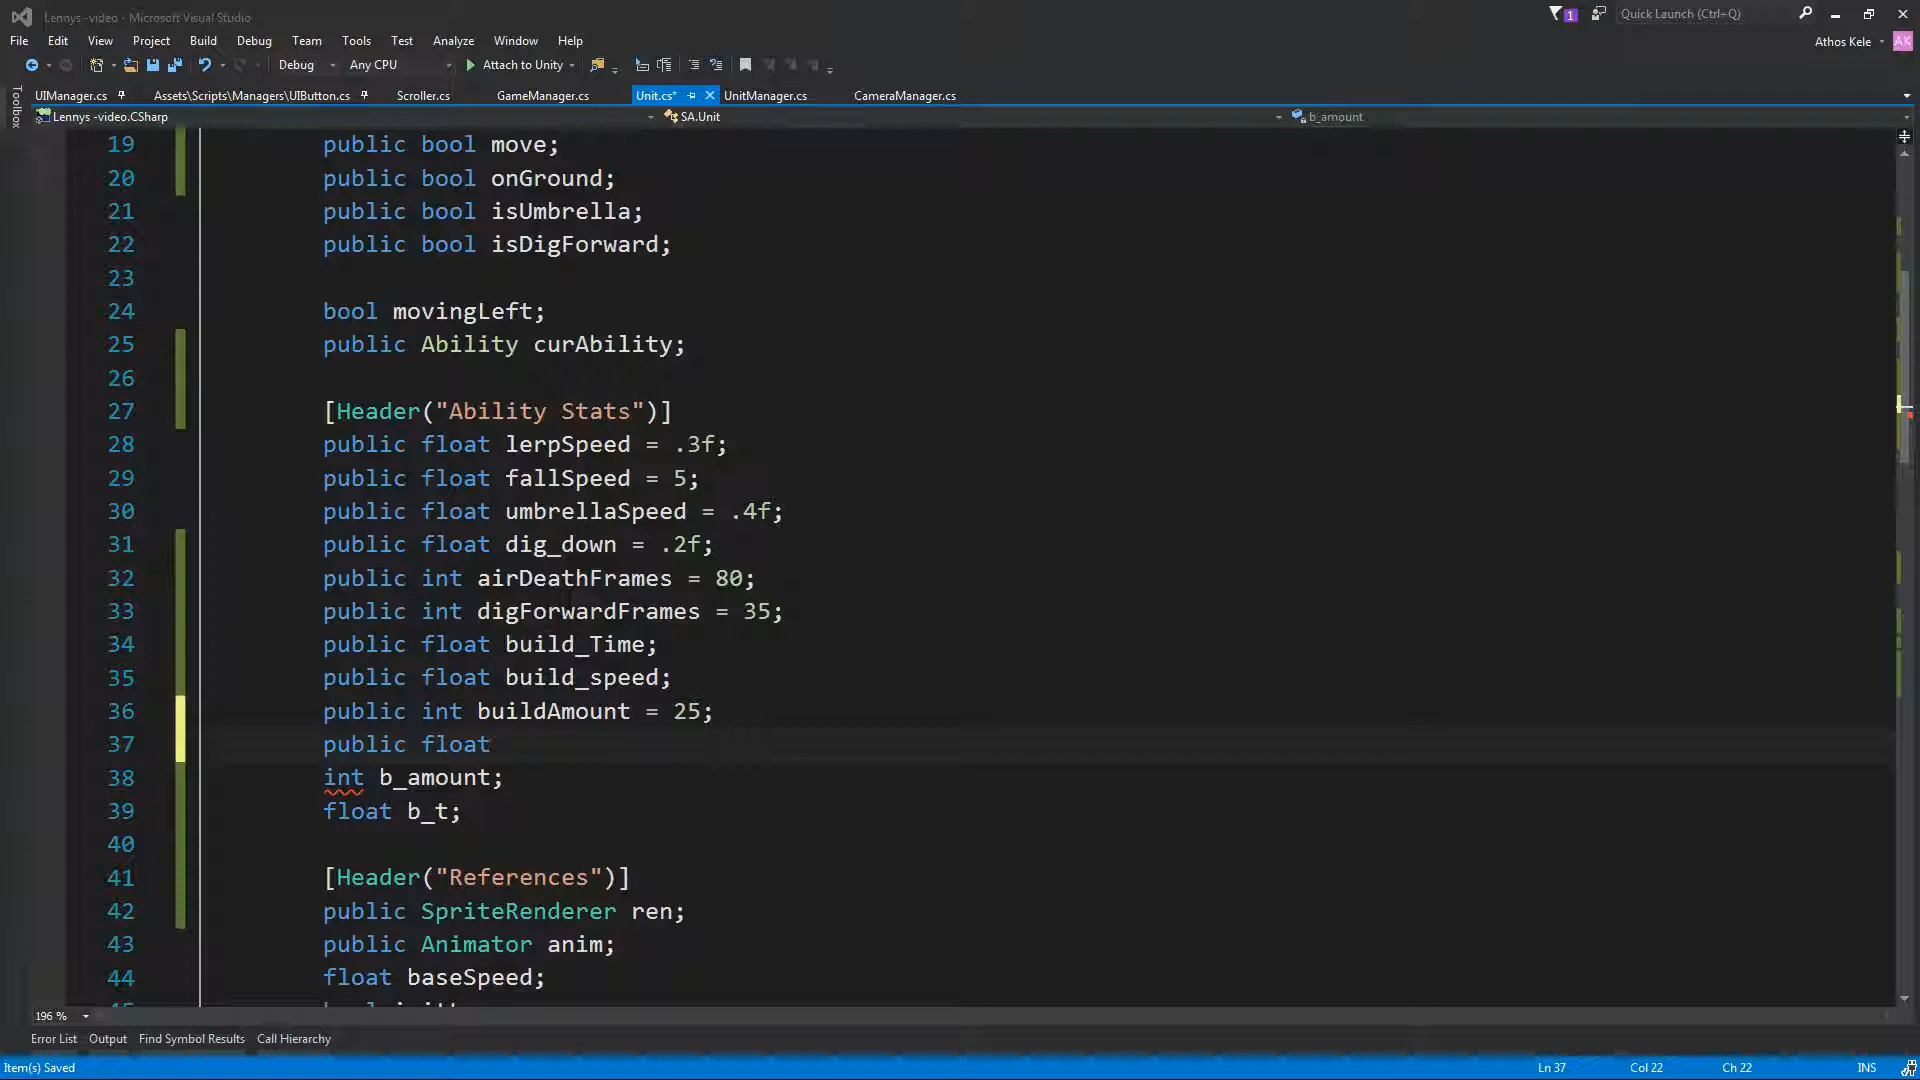 Lennys -video - Microsoft Visual Studio
1
Quick Launch (Ctrl+Q)
File Edit View Project Build Debug Team Tools Test Analyze Window Help
Athos Kele
AK
Debug Any CPU Attach to Unity
Toolbox
UIManager.cs Assets\Scripts\Managers\UIButton.cs Scroller.cs GameManager.cs Unit.cs* UnitManager.cs CameraManager.cs
Lennys -video.CSharp SA.Unit b_amount
19 public bool move;
20 public bool onGround;
21 public bool isUmbrella;
22 public bool isDigForward;
23
24 bool movingLeft;
25 public Ability curAbility;
26
27 [Header("Ability Stats")]
28 public float lerpSpeed = .3f;
29 public float fallSpeed = 5;
30 public float umbrellaSpeed = .4f;
31 public float dig_down = .2f;
32 public int airDeathFrames = 80;
33 public int digForwardFrames = 35;
34 public float build_Time;
35 public float build_speed;
36 public int buildAmount = 25;
37 public float
38 int b_amount;
39 float b_t;
40
41 [Header("References")]
42 public SpriteRenderer ren;
43 public Animator anim;
44 float baseSpeed;
196 %
Error List Output Find Symbol Results Call Hierarchy
Item(s) Saved Ln 37 Col 22 Ch 22 INS